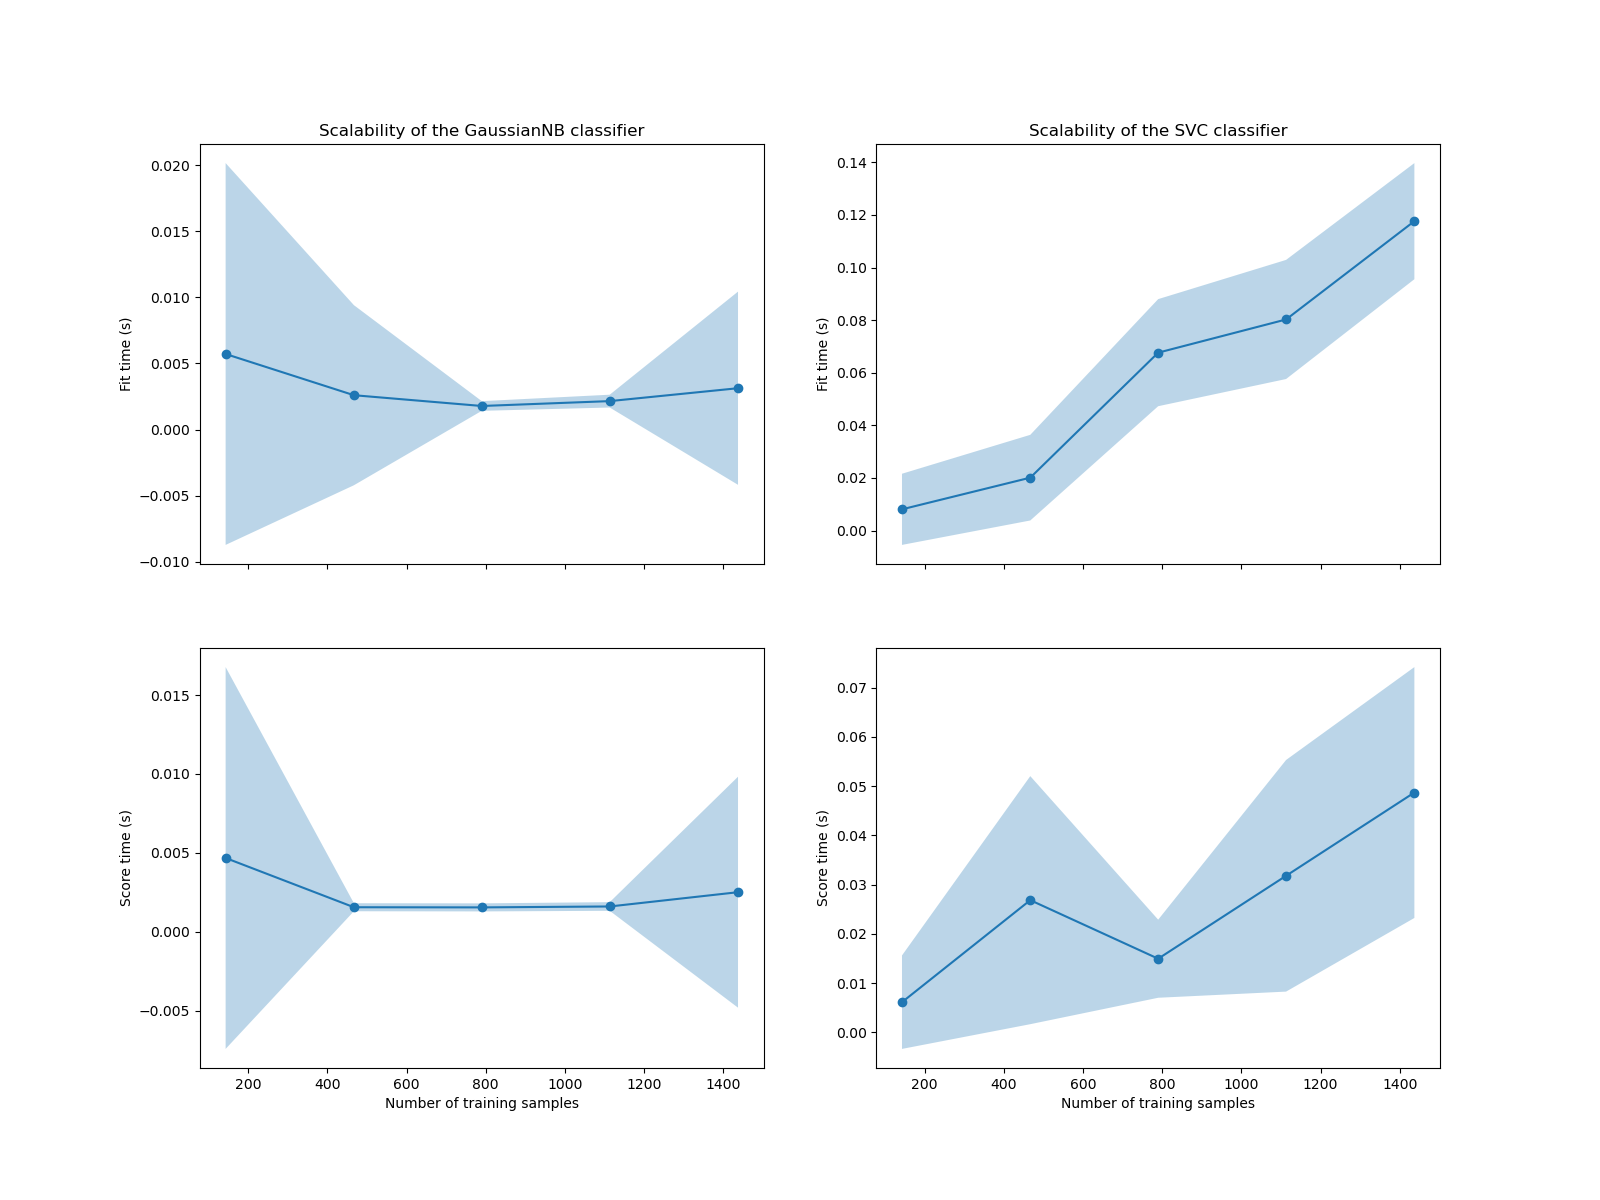 Scalability of the GaussianNB classifier
0.020
0.015
0.010
0.005
0.000
−0.005
−0.010
Fit time (s)
Scalability of the SVC classifier
0.14
0.12
0.10
0.08
0.06
0.04
0.02
0.00
Fit time (s)
0.015
0.010
0.005
0.000
−0.005
Score time (s)
200 400 600 800 1000 1200 1400
Number of training samples
0.07
0.06
0.05
0.04
0.03
0.02
0.01
0.00
Score time (s)
200 400 600 800 1000 1200 1400
Number of training samples